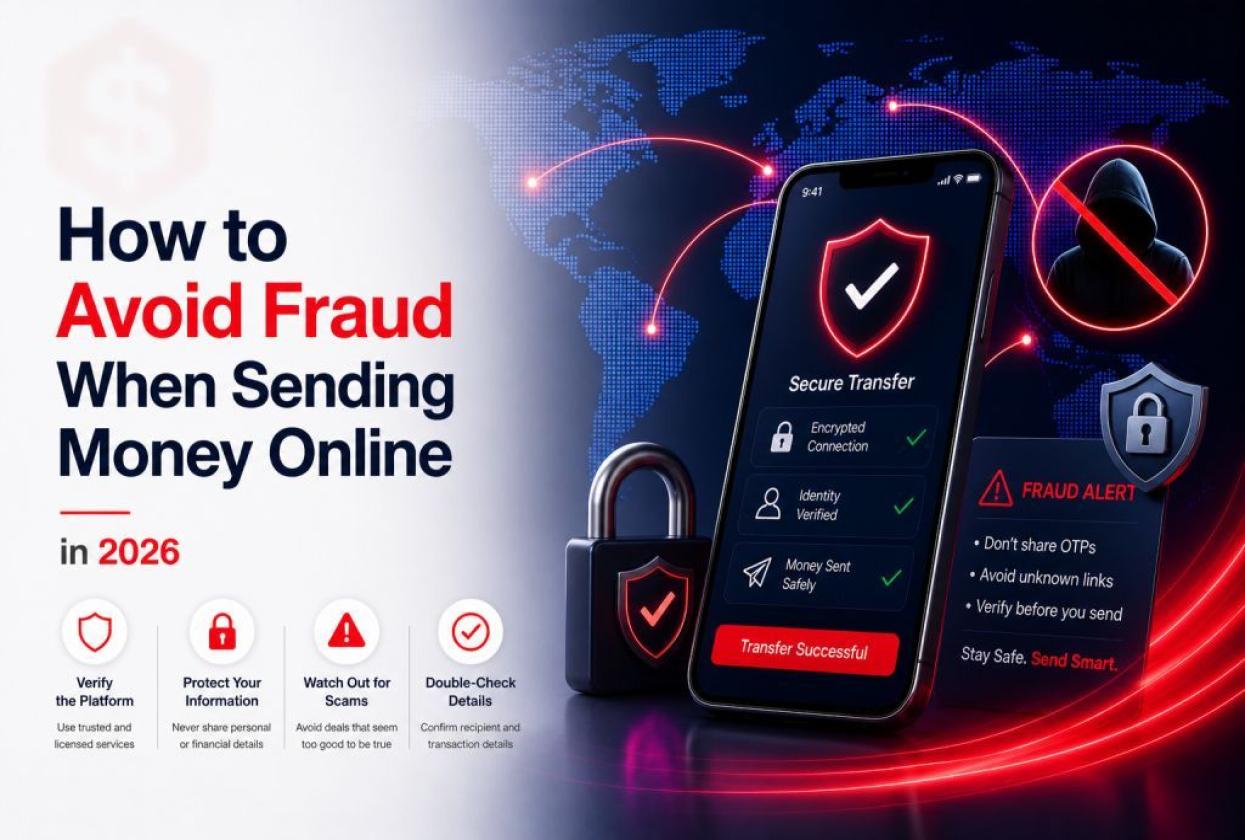 How to
Avoid Fraud
When Sending
Money Online
in 2026
Verify
the Platform
Use trusted and
licensed services
Protect Your
Information
Never share personal
or financial details
Watch Out for
Scams
Avoid deals that seem
too good to be true
Double-Check
Details
Confirm recipient and
transaction details
9:41
Secure Transfer
Encrypted
Connection
Identity
Verified
Money Sent
Safely
Transfer Successful
FRAUD ALERT
• Don't share OTPs
• Avoid unknown links
• Verify before you send
Stay Safe. Send Smart.
$